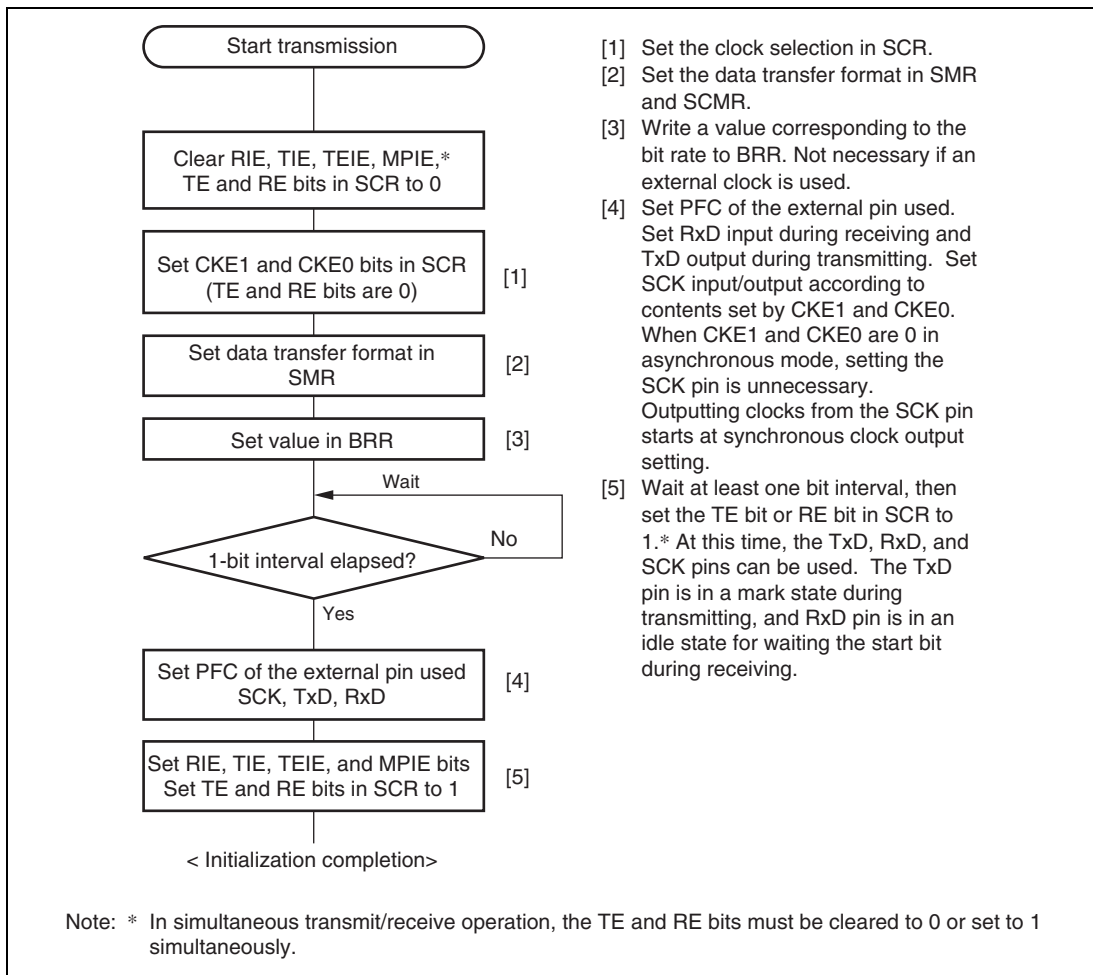 Start transmission
Clear RIE, TIE, TEIE, MPIE,*
TE and RE bits in SCR to 0
Set CKE1 and CKE0 bits in SCR
(TE and RE bits are 0)
[1]
Set data transfer format in
SMR
[2]
Set value in BRR
[3]
Wait
1-bit interval elapsed?
No
Yes
Set PFC of the external pin used
SCK, TxD, RxD
[4]
Set RIE, TIE, TEIE, and MPIE bits
Set TE and RE bits in SCR to 1
[5]
< Initialization completion>
[1] Set the clock selection in SCR.
[2] Set the data transfer format in SMR
and SCMR.
[3] Write a value corresponding to the
bit rate to BRR. Not necessary if an
external clock is used.
[4] Set PFC of the external pin used.
Set RxD input during receiving and
TxD output during transmitting. Set
SCK input/output according to
contents set by CKE1 and CKE0.
When CKE1 and CKE0 are 0 in
asynchronous mode, setting the
SCK pin is unnecessary.
Outputting clocks from the SCK pin
starts at synchronous clock output
setting.
[5] Wait at least one bit interval, then
set the TE bit or RE bit in SCR to
1.* At this time, the TxD, RxD, and
SCK pins can be used. The TxD
pin is in a mark state during
transmitting, and RxD pin is in an
idle state for waiting the start bit
during receiving.
Note: * In simultaneous transmit/receive operation, the TE and RE bits must be cleared to 0 or set to 1
simultaneously.